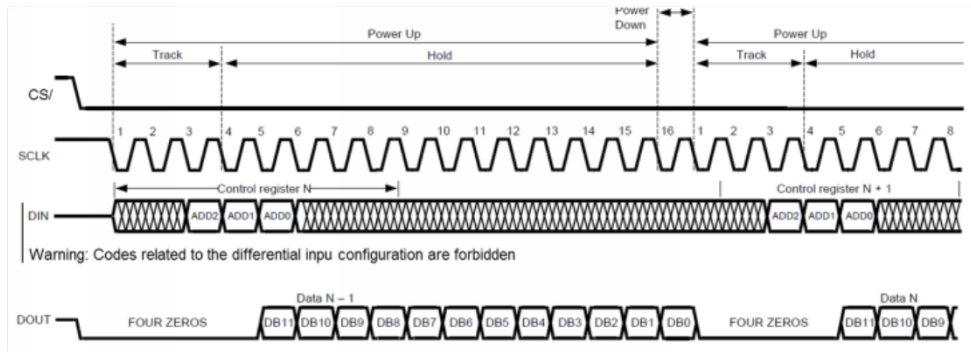 Power
Down
Power Up
Power Up
Track
Hold
Track
Hold
CS/
1 2 3 4 5 6 7 8 9 10 11 12 13 14 15 16 1 2 3 4 5 6 7 8
SCLK
Control register N
Control register N + 1
DIN
ADD2 ADD1 ADD0
ADD2 ADD1 ADD0
Warning: Codes related to the differential inpu configuration are forbidden
Data N – 1
Data N
DOUT
FOUR ZEROS
DB11 DB10 DB9 DB8 DB7 DB6 DB5 DB4 DB3 DB2 DB1 DB0
FOUR ZEROS
DB11 DB10 DB9